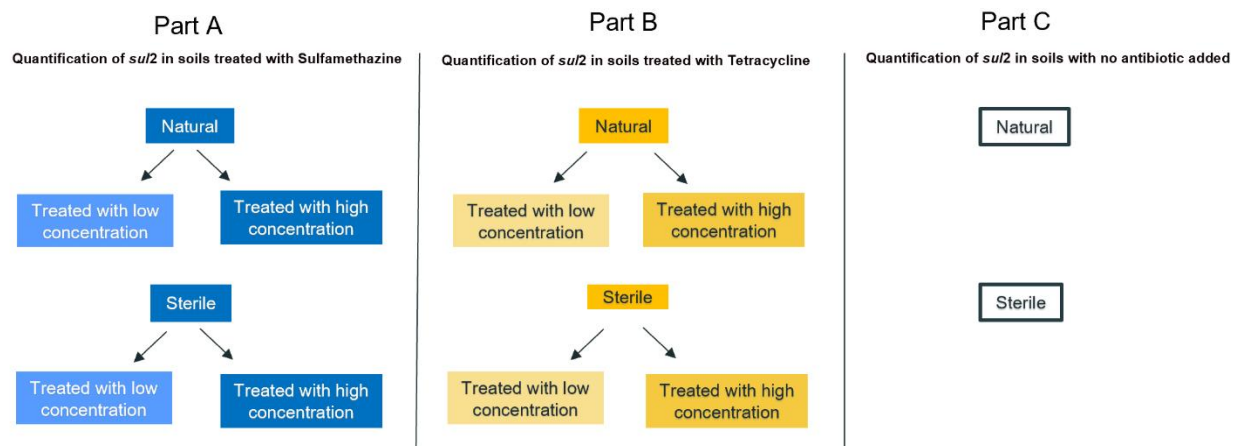 Part A
Part B
Part C
Quantification of sul2 in soils treated with Sulfamethazine
Quantification of sul2 in soils treated with Tetracycline
Quantification of sul2 in soils with no antibiotic added
Natural
Natural
Natural
Treated with low
concentration
Treated with high
concentration
Treated with low
concentration
Treated with high
concentration
Sterile
Sterile
Sterile
Treated with low
concentration
Treated with high
concentration
Treated with low
concentration
Treated with high
concentration